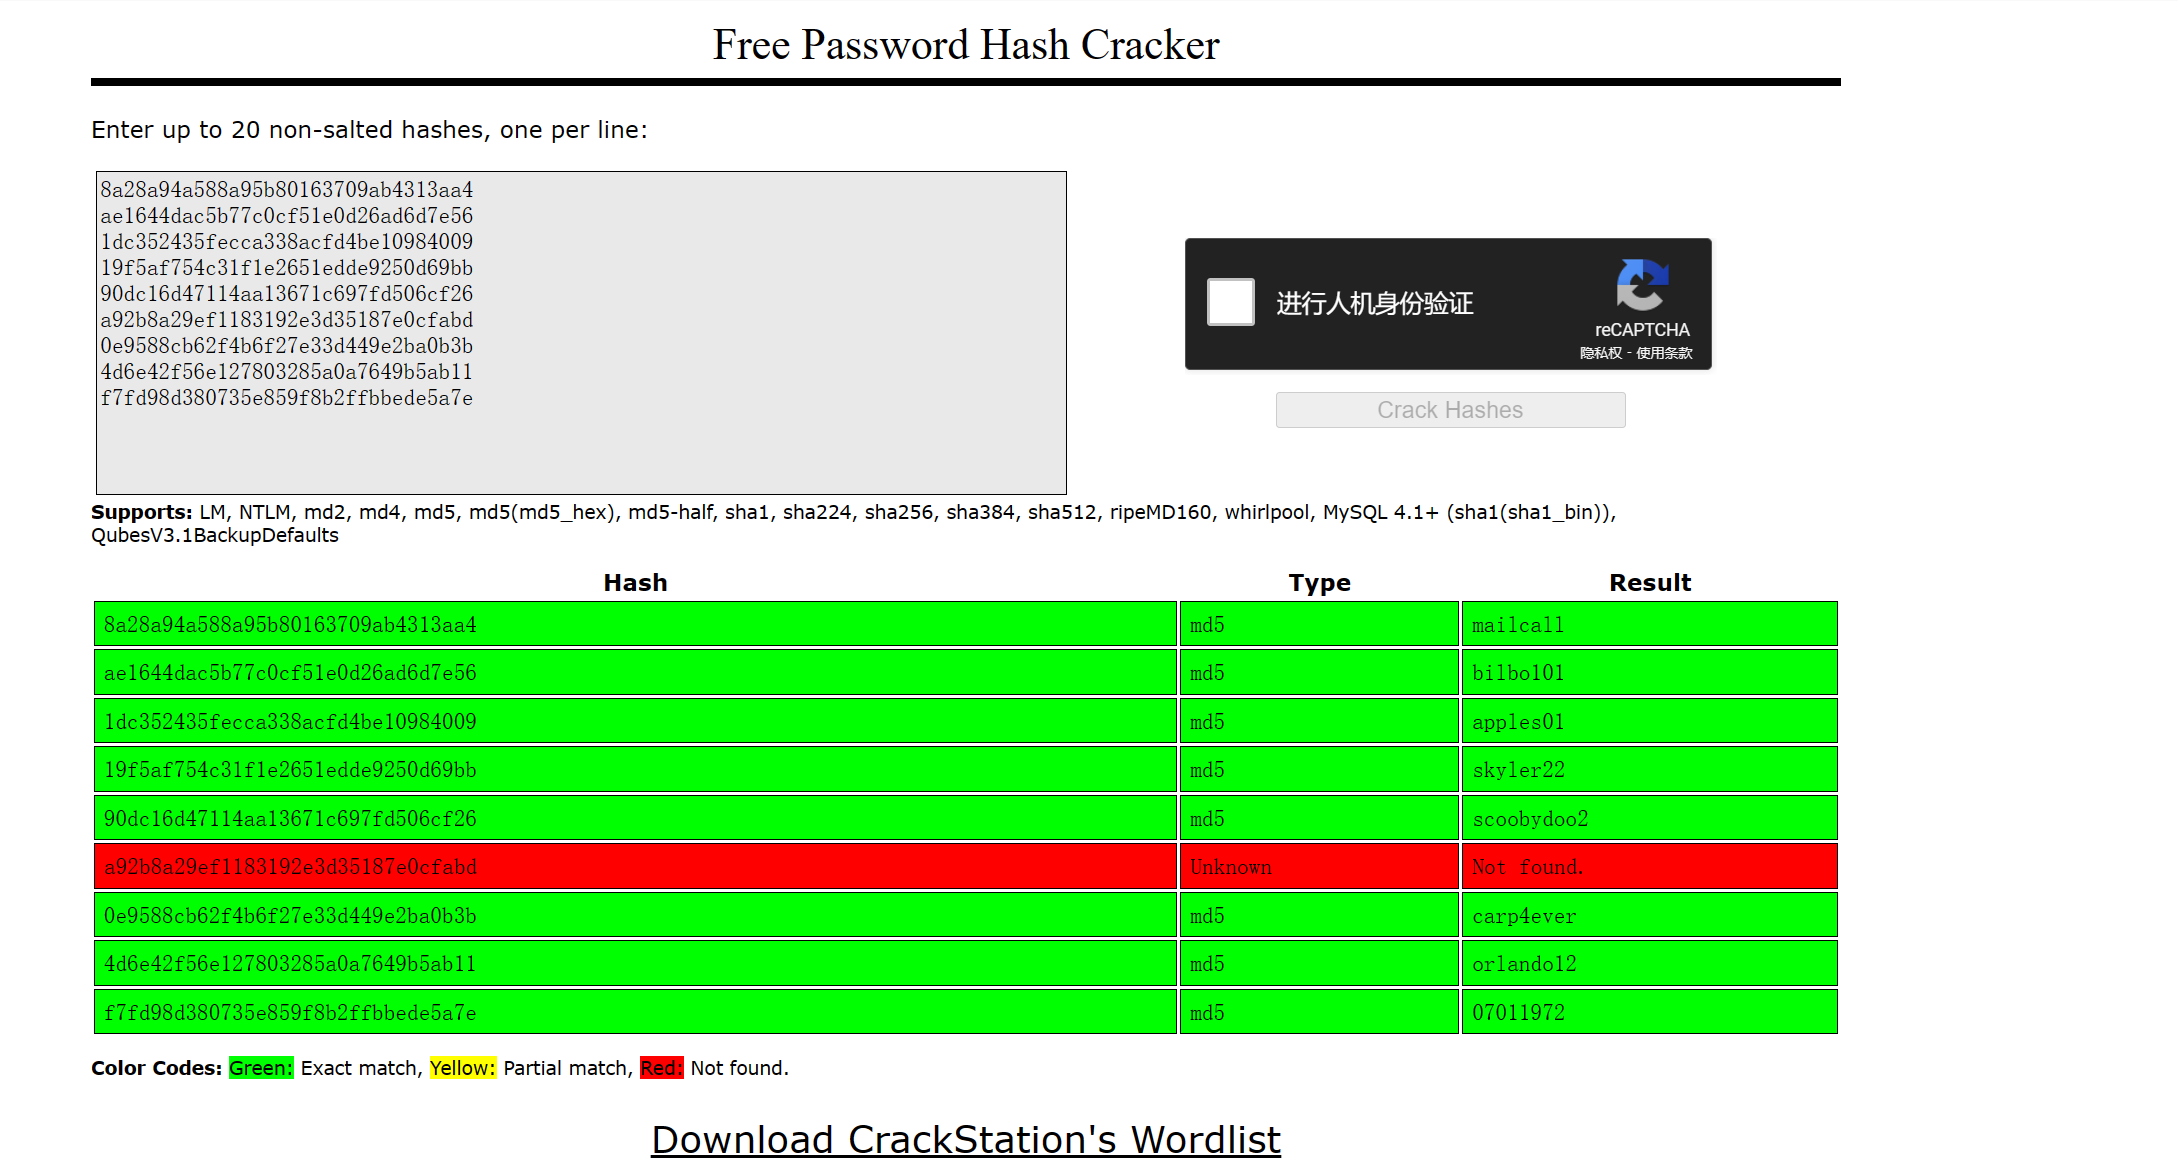 Free Password Hash Cracker
Enter up to 20 non-salted hashes, one per line:
8a28a94a588a95b80163709ab4313aa4
ae1644dac5b77c0cf51e0d26ad6d7e56
1dc352435fecca338acfd4be10984009
19f5af754c31f1e2651edde9250d69bb
90dc16d47114aa13671c697fd506cf26
a92b8a29ef1183192e3d35187e0cfabd
0e9588cb62f4b6f27e33d449e2ba0b3b
4d6e42f56e127803285a0a7649b5ab11
f7fd98d380735e859f8b2ffbbede5a7e
进行人机身份验证
reCAPTCHA
隐私权 - 使用条款
Crack Hashes
Supports: LM, NTLM, md2, md4, md5, md5(md5_hex), md5-half, sha1, sha224, sha256, sha384, sha512, ripeMD160, whirlpool, MySQL 4.1+ (sha1(sha1_bin)),
QubesV3.1BackupDefaults
Hash Type Result
8a28a94a588a95b80163709ab4313aa4 md5 mailcall
ae1644dac5b77c0cf51e0d26ad6d7e56 md5 bilbo101
1dc352435fecca338acfd4be10984009 md5 apples01
19f5af754c31f1e2651edde9250d69bb md5 skyler22
90dc16d47114aa13671c697fd506cf26 md5 scoobydoo2
a92b8a29ef1183192e3d35187e0cfabd Unknown Not found.
0e9588cb62f4b6f27e33d449e2ba0b3b md5 carp4ever
4d6e42f56e127803285a0a7649b5ab11 md5 orlando12
f7fd98d380735e859f8b2ffbbede5a7e md5 07011972
Color Codes: Green: Exact match, Yellow: Partial match, Red: Not found.
Download CrackStation's Wordlist